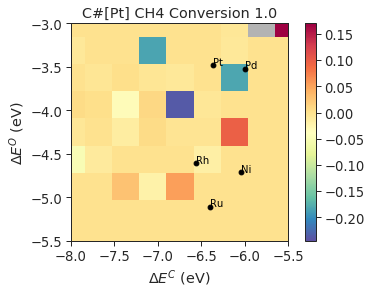 C#[Pt] CH4 Conversion 1.0
ΔE^O (eV)
−3.0
−3.5
−4.0
−4.5
−5.0
−5.5
Pt
Pd
Rh
Ni
Ru
−8.0 −7.5 −7.0 −6.5 −6.0 −5.5
ΔE^C (eV)
0.15
0.10
0.05
0.00
−0.05
−0.10
−0.15
−0.20